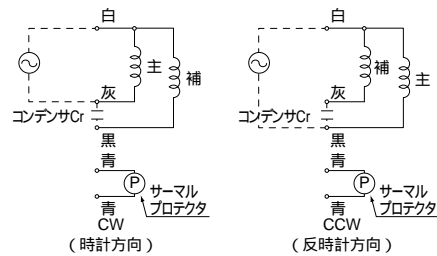 白
主
補
灰
コンデンサCr
黒
青
P
サーマル
プロテクタ
青
CW
(時計方向)
白
補
主
灰
コンデンサCr
黒
青
P
サーマル
プロテクタ
青
CCW
(反時計方向)